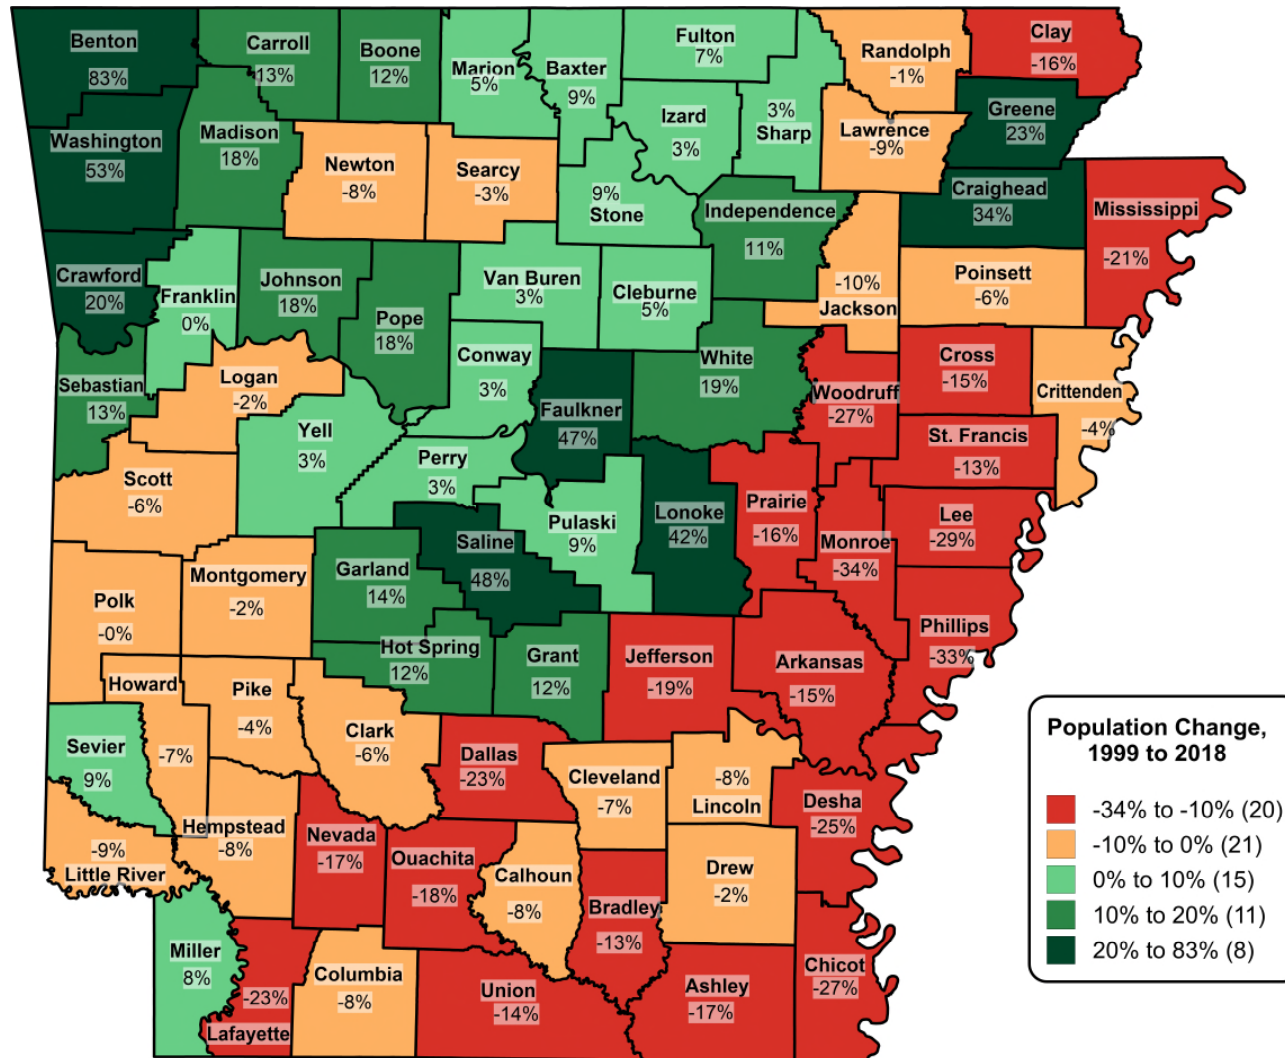 Benton
83%
Carroll
13%
Boone
12%
Marion
5%
Baxter
9%
Fulton
7%
Randolph
-1%
Clay
-16%
Washington
53%
Madison
18%
Newton
-8%
Searcy
-3%
Izard
3%
3%
Sharp
Lawrence
-9%
Greene
23%
9%
Stone
Independence
11%
Craighead
34%
Mississippi
-21%
Crawford
20%
Franklin
0%
Johnson
18%
Pope
18%
Van Buren
3%
Cleburne
5%
-10%
Jackson
Poinsett
-6%
Sebastian
13%
Logan
-2%
Conway
3%
White
19%
Woodruff
-27%
Cross
-15%
Crittenden
-4%
Yell
3%
Faulkner
47%
St. Francis
-13%
Scott
-6%
Perry
3%
Pulaski
9%
Lonoke
42%
Prairie
-16%
Monroe
-34%
Lee
-29%
Saline
48%
Garland
14%
Montgomery
-2%
Polk
-0%
Phillips
-33%
Hot Spring
12%
Grant
12%
Jefferson
-19%
Arkansas
-15%
Howard
-7%
Pike
-4%
Clark
-6%
Sevier
9%
Dallas
-23%
Cleveland
-7%
-8%
Lincoln
Desha
-25%
Hempstead
-8%
Nevada
-17%
Ouachita
-18%
Calhoun
-8%
Bradley
-13%
Drew
-2%
-9%
Little River
Miller
8%
-23%
Lafayette
Columbia
-8%
Union
-14%
Ashley
-17%
Chicot
-27%
Population Change,
1999 to 2018
-34% to -10% (20)
-10% to 0% (21)
0% to 10% (15)
10% to 20% (11)
20% to 83% (8)